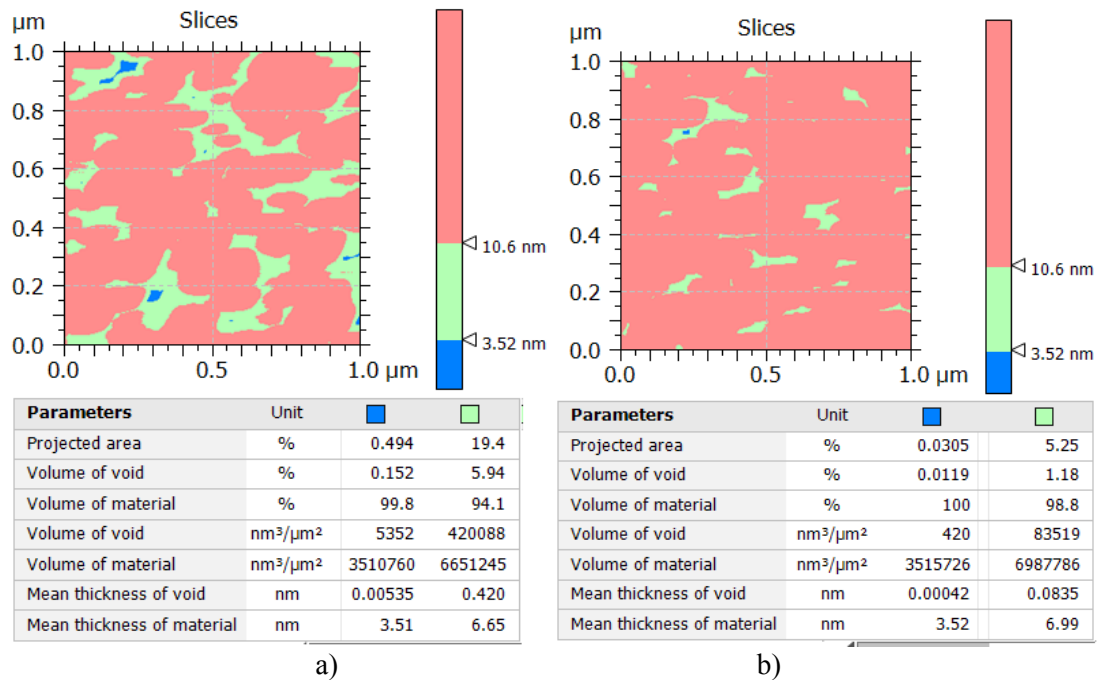 µm
Slices
1.0
0.8
0.6
0.4
0.2
0.0
0.0 0.5 1.0 µm
10.6 nm
3.52 nm
Parameters Unit
Projected area % 0.494 19.4
Volume of void % 0.152 5.94
Volume of material % 99.8 94.1
Volume of void nm³/µm² 5352 420088
Volume of material nm³/µm² 3510760 6651245
Mean thickness of void nm 0.00535 0.420
Mean thickness of material nm 3.51 6.65
a)
µm
Slices
1.0
0.8
0.6
0.4
0.2
0.0
0.0 0.5 1.0 µm
10.6 nm
3.52 nm
Parameters Unit
Projected area % 0.0305 5.25
Volume of void % 0.0119 1.18
Volume of material % 100 98.8
Volume of void nm³/µm² 420 83519
Volume of material nm³/µm² 3515726 6987786
Mean thickness of void nm 0.00042 0.0835
Mean thickness of material nm 3.52 6.99
b)